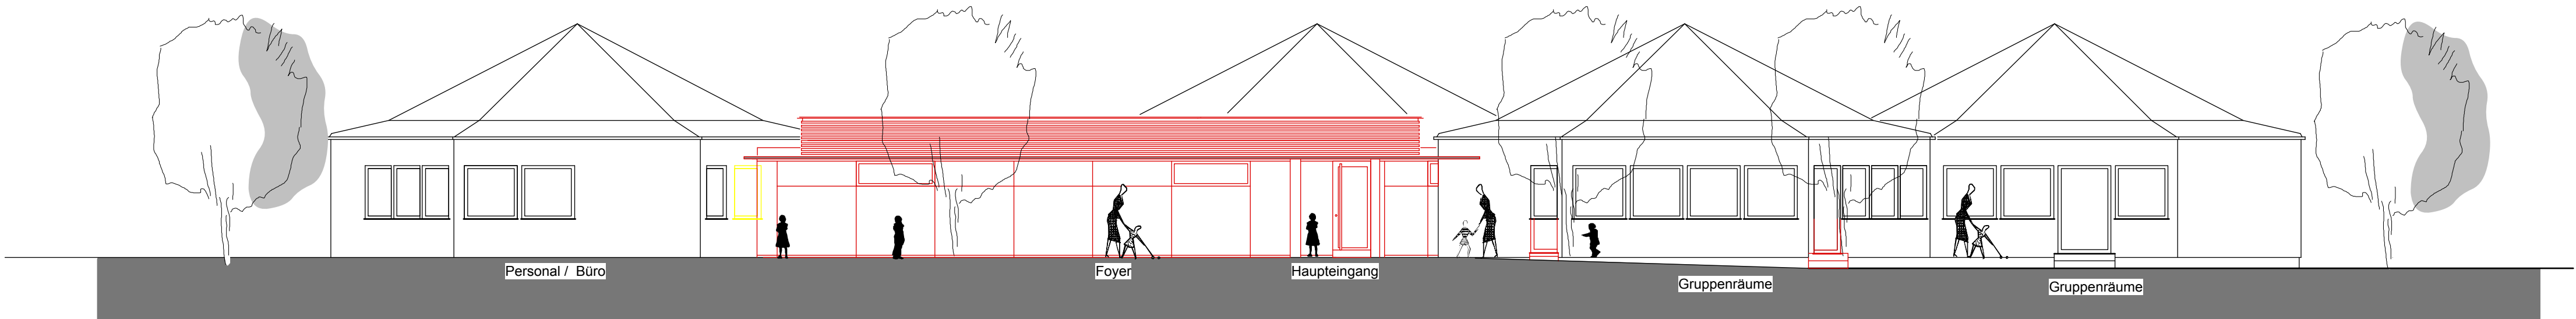 Personal / Büro
Foyer
Haupteingang
Gruppenräume
Gruppenräume